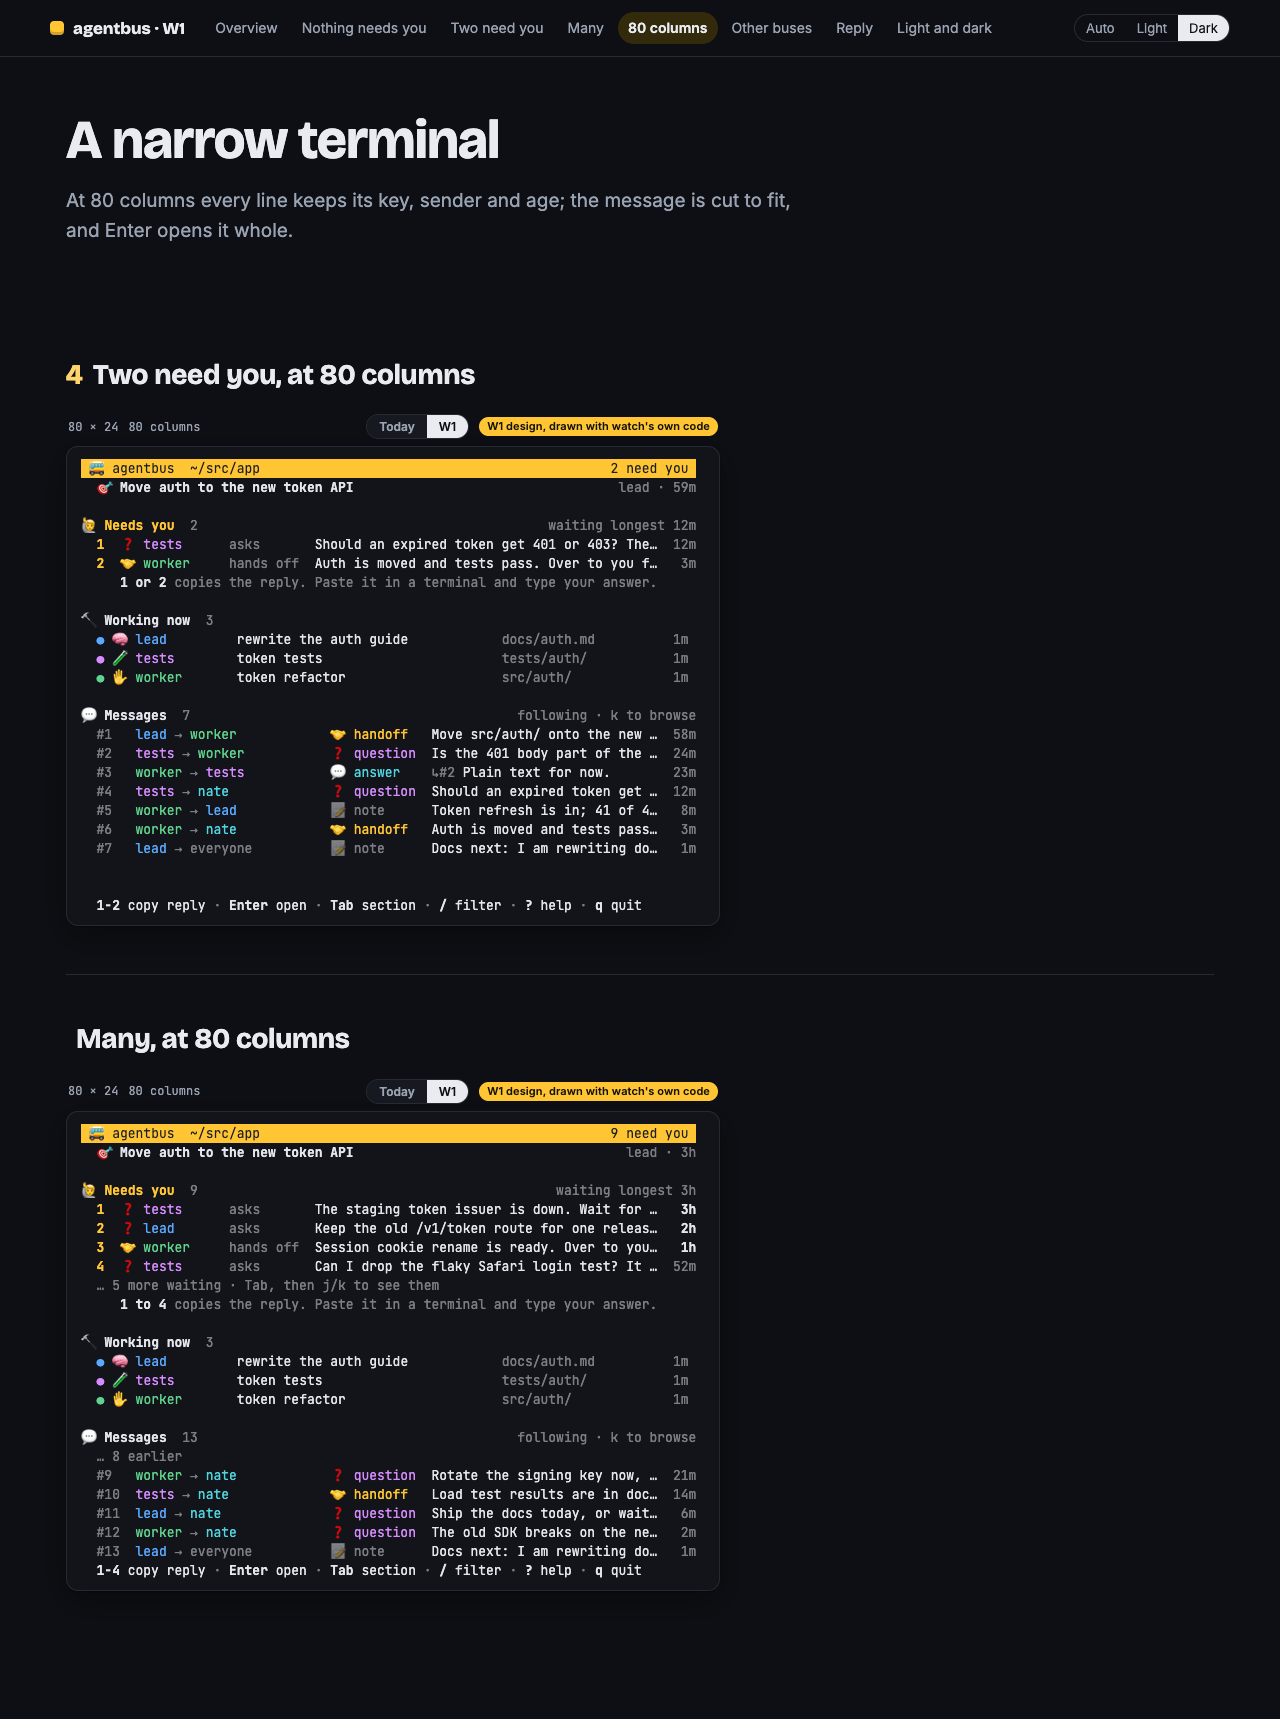 agentbus · W1 Overview Nothing needs you Two need you Many 80 columns Other buses Reply Light and dark Auto Light Dark
A narrow terminal
At 80 columns every line keeps its key, sender and age; the message is cut to fit,
and Enter opens it whole.
4 Two need you, at 80 columns
80 × 24 80 columns Today W1 W1 design, drawn with watch's own code
agentbus ~/src/app 2 need you
Move auth to the new token API lead · 59m
Needs you 2 waiting longest 12m
1 ❓ tests asks Should an expired token get 401 or 403? The… 12m
2 worker hands off Auth is moved and tests pass. Over to you f… 3m
1 or 2 copies the reply. Paste it in a terminal and type your answer.
Working now 3
● lead rewrite the auth guide docs/auth.md 1m
● tests token tests tests/auth/ 1m
● worker token refactor src/auth/ 1m
Messages 7 following · k to browse
#1 lead → worker handoff Move src/auth/ onto the new … 58m
#2 tests → worker ❓ question Is the 401 body part of the … 24m
#3 worker → tests answer ↳#2 Plain text for now. 23m
#4 tests → nate ❓ question Should an expired token get … 12m
#5 worker → lead note Token refresh is in; 41 of 4… 8m
#6 worker → nate handoff Auth is moved and tests pass… 3m
#7 lead → everyone note Docs next: I am rewriting do… 1m
1-2 copy reply · Enter open · Tab section · / filter · ? help · q quit
Many, at 80 columns
80 × 24 80 columns Today W1 W1 design, drawn with watch's own code
agentbus ~/src/app 9 need you
Move auth to the new token API lead · 3h
Needs you 9 waiting longest 3h
1 ❓ tests asks The staging token issuer is down. Wait for … 3h
2 ❓ lead asks Keep the old /v1/token route for one releas… 2h
3 worker hands off Session cookie rename is ready. Over to you… 1h
4 ❓ tests asks Can I drop the flaky Safari login test? It … 52m
… 5 more waiting · Tab, then j/k to see them
1 to 4 copies the reply. Paste it in a terminal and type your answer.
Working now 3
● lead rewrite the auth guide docs/auth.md 1m
● tests token tests tests/auth/ 1m
● worker token refactor src/auth/ 1m
Messages 13 following · k to browse
… 8 earlier
#9 worker → nate ❓ question Rotate the signing key now, … 21m
#10 tests → nate handoff Load test results are in doc… 14m
#11 lead → nate ❓ question Ship the docs today, or wait… 6m
#12 worker → nate ❓ question The old SDK breaks on the ne… 2m
#13 lead → everyone note Docs next: I am rewriting do… 1m
1-4 copy reply · Enter open · Tab section · / filter · ? help · q quit